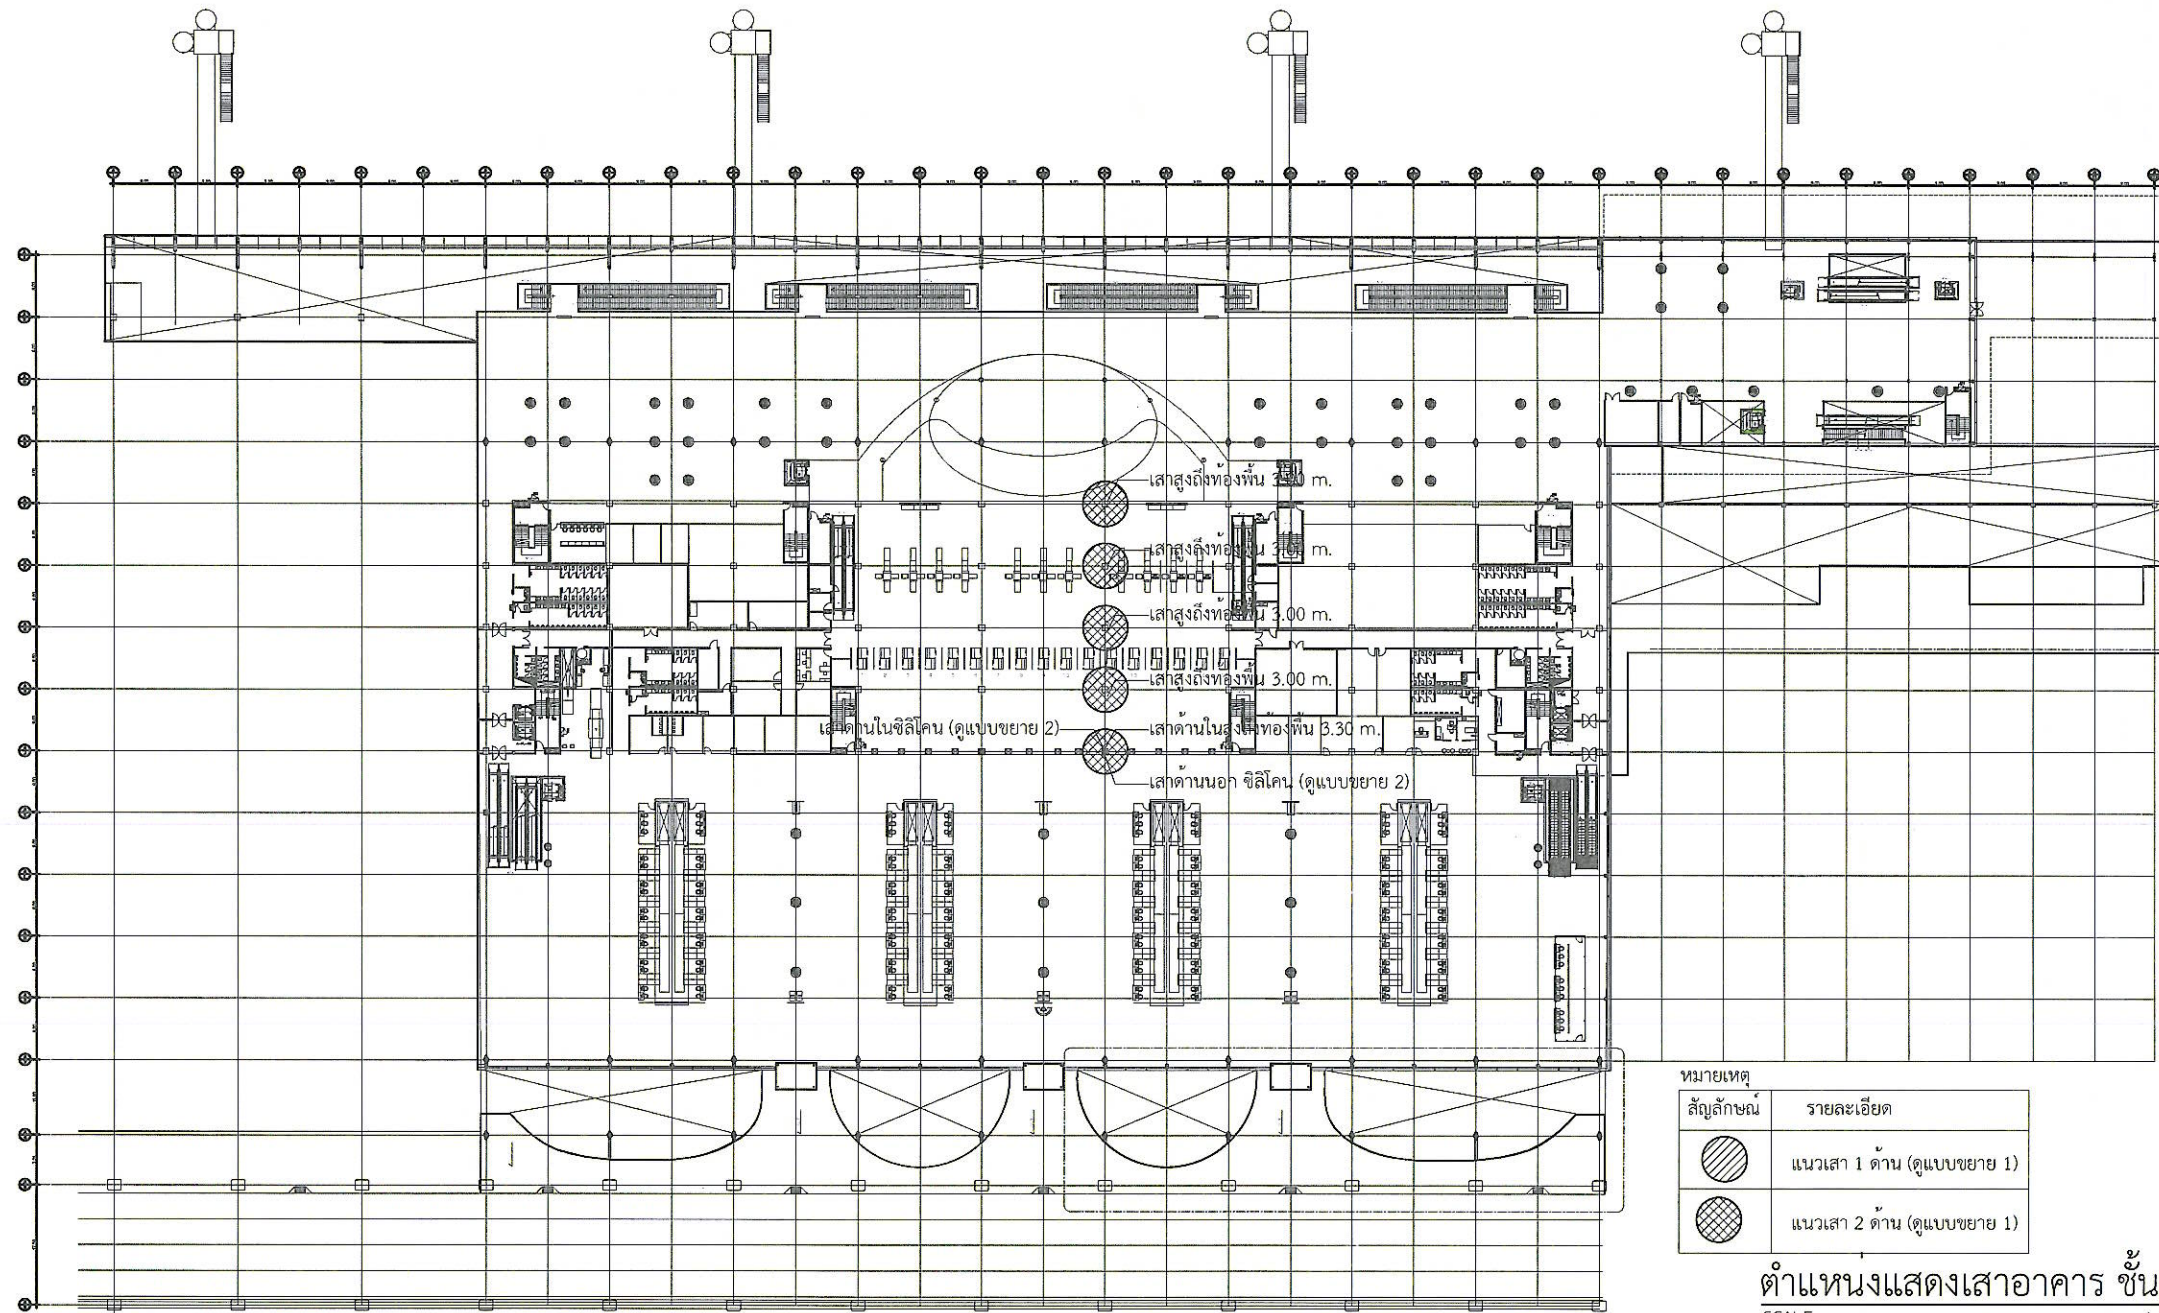 เสาสูงถึงท้องพื้น m.
เสาสูงถึงท้องพื้น 3.00 m.
เสาสูงถึงท้องพื้น 3.00 m.
เสาสูงถึงท้องพื้น 3.00 m.
เสาด้านในซิลิโคน (ดูแบบขยาย 2)
เสาด้านในสูงถึงท้องพื้น 3.30 m.
เสาด้านนอก ซิลิโคน (ดูแบบขยาย 2)
หมายเหตุ
สัญลักษณ์ รายละเอียด
แนวเสา 1 ด้าน (ดูแบบขยาย 1)
แนวเสา 2 ด้าน (ดูแบบขยาย 1)
ตำแหน่งแสดงเสาอาคาร ชั้น